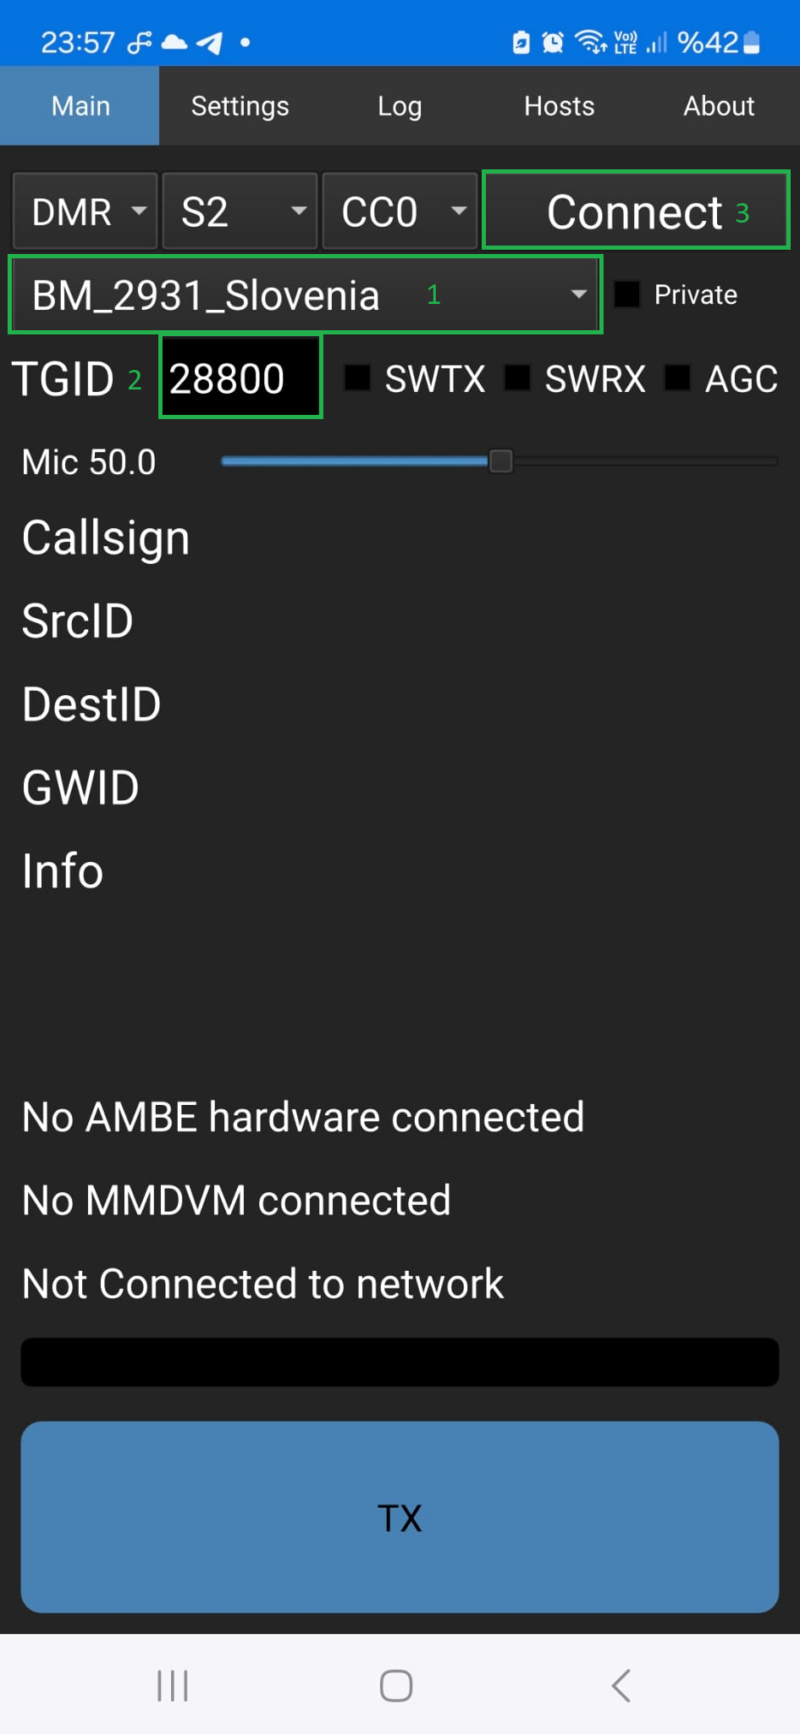 23:57 Vo)) LTE %42
Main Settings Log Hosts About
DMR S2 CC0 Connect 3
BM_2931_Slovenia 1 Private
TGID 2 28800 SWTX SWRX AGC
Mic 50.0
Callsign
SrcID
DestID
GWID
Info
No AMBE hardware connected
No MMDVM connected
Not Connected to network
TX